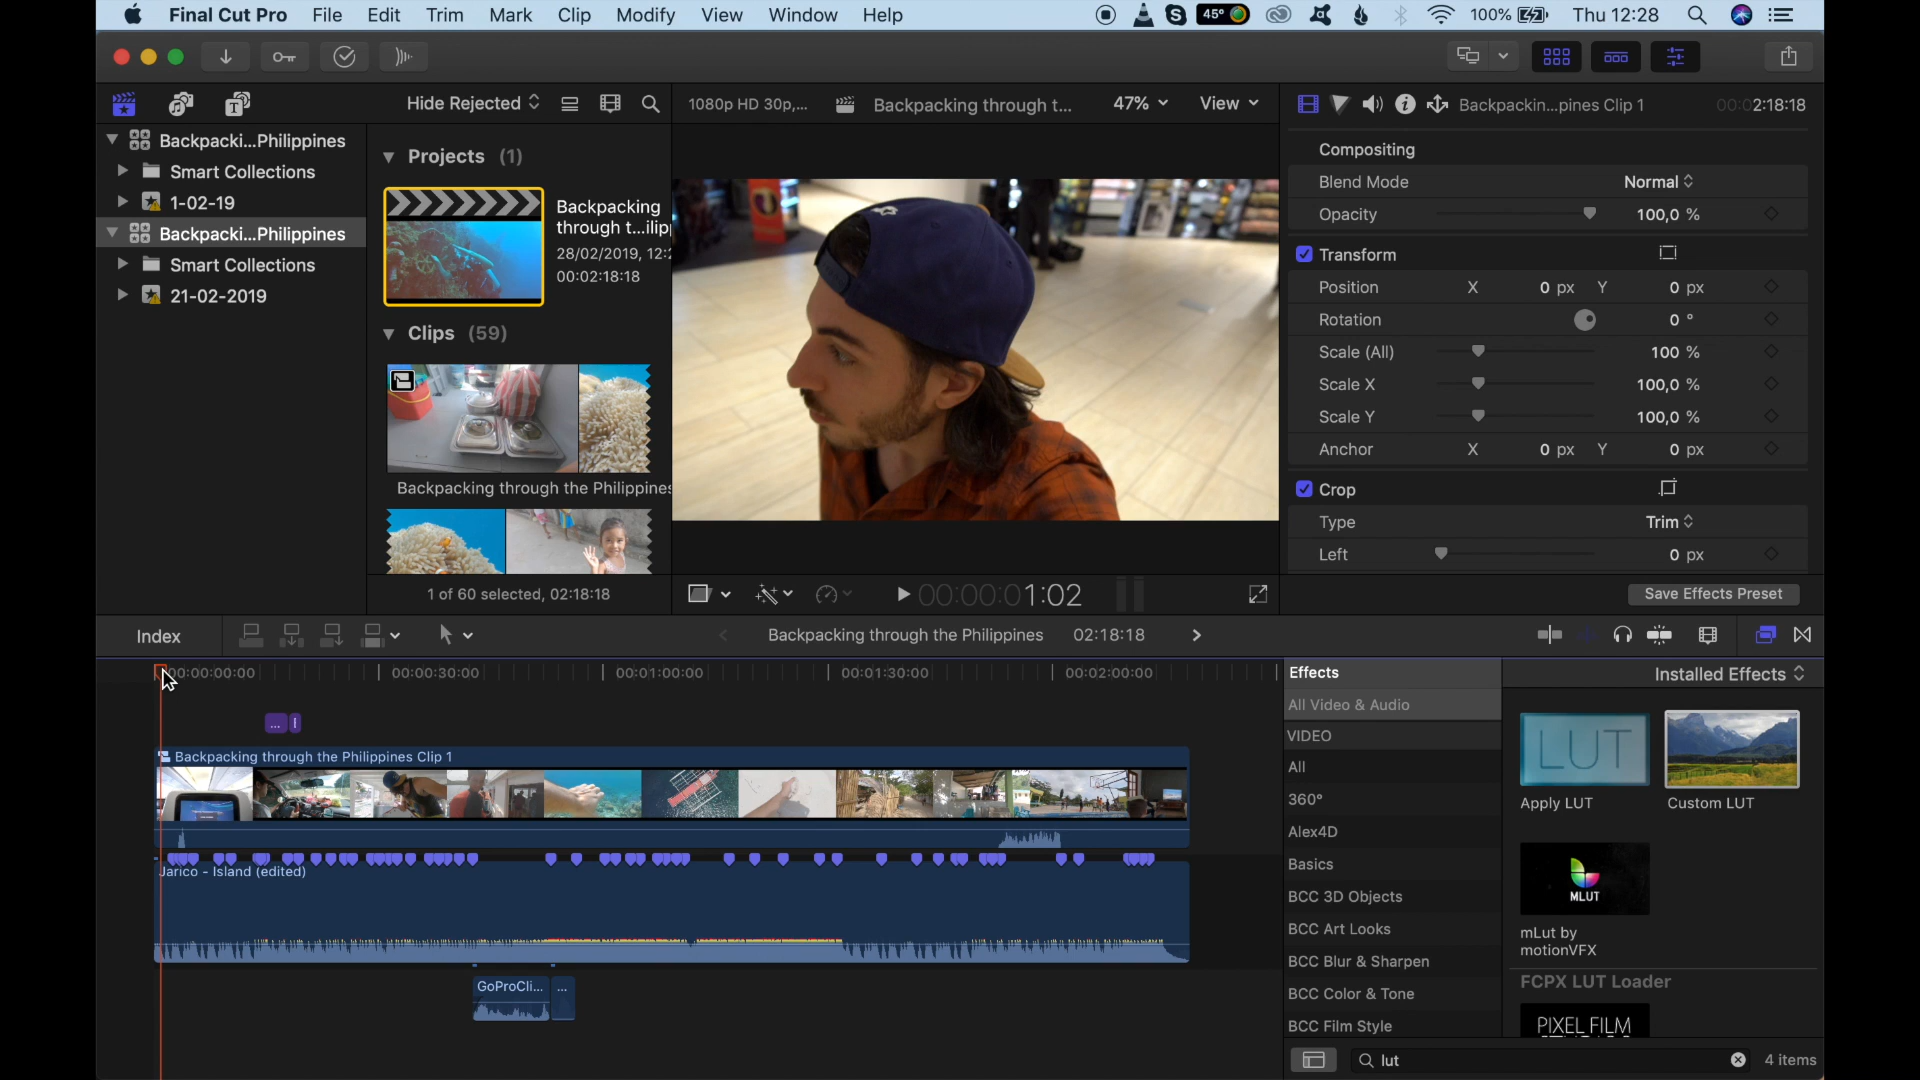 Final Cut Pro File Edit Trim Mark Clip Modify View Window Help 45° 100% Thu 12:28
Hide Rejected
1080p HD 30p,... Backpacking through t... 47% View
Backpackin...pines Clip 1 00:02:18:18
Backpacki...Philippines
Smart Collections
1-02-19
Backpacki...Philippines
Smart Collections
21-02-2019
Projects (1)
Backpacking
through t...ilipp
28/02/2019, 12:2
00:02:18:18
Clips (59)
Backpacking through the Philippines
1 of 60 selected, 02:18:18
00:00:01:02
Compositing
Blend Mode Normal
Opacity 100,0 %
Transform
Position X 0 px Y 0 px
Rotation 0 °
Scale (All) 100 %
Scale X 100,0 %
Scale Y 100,0 %
Anchor X 0 px Y 0 px
Crop
Type Trim
Left 0 px
Save Effects Preset
Index
Backpacking through the Philippines 02:18:18
00:00:00:00 00:00:30:00 00:01:00:00 00:01:30:00 00:02:00:00
... I
Backpacking through the Philippines Clip 1
Jarico - Island (edited)
GoProCli... ...
Effects
All Video & Audio
VIDEO
All
360°
Alex4D
Basics
BCC 3D Objects
BCC Art Looks
BCC Blur & Sharpen
BCC Color & Tone
BCC Film Style
Installed Effects
LUT
Apply LUT
Custom LUT
MLUT
mLut by
motionVFX
FCPX LUT Loader
PIXEL FILM
lut
4 items